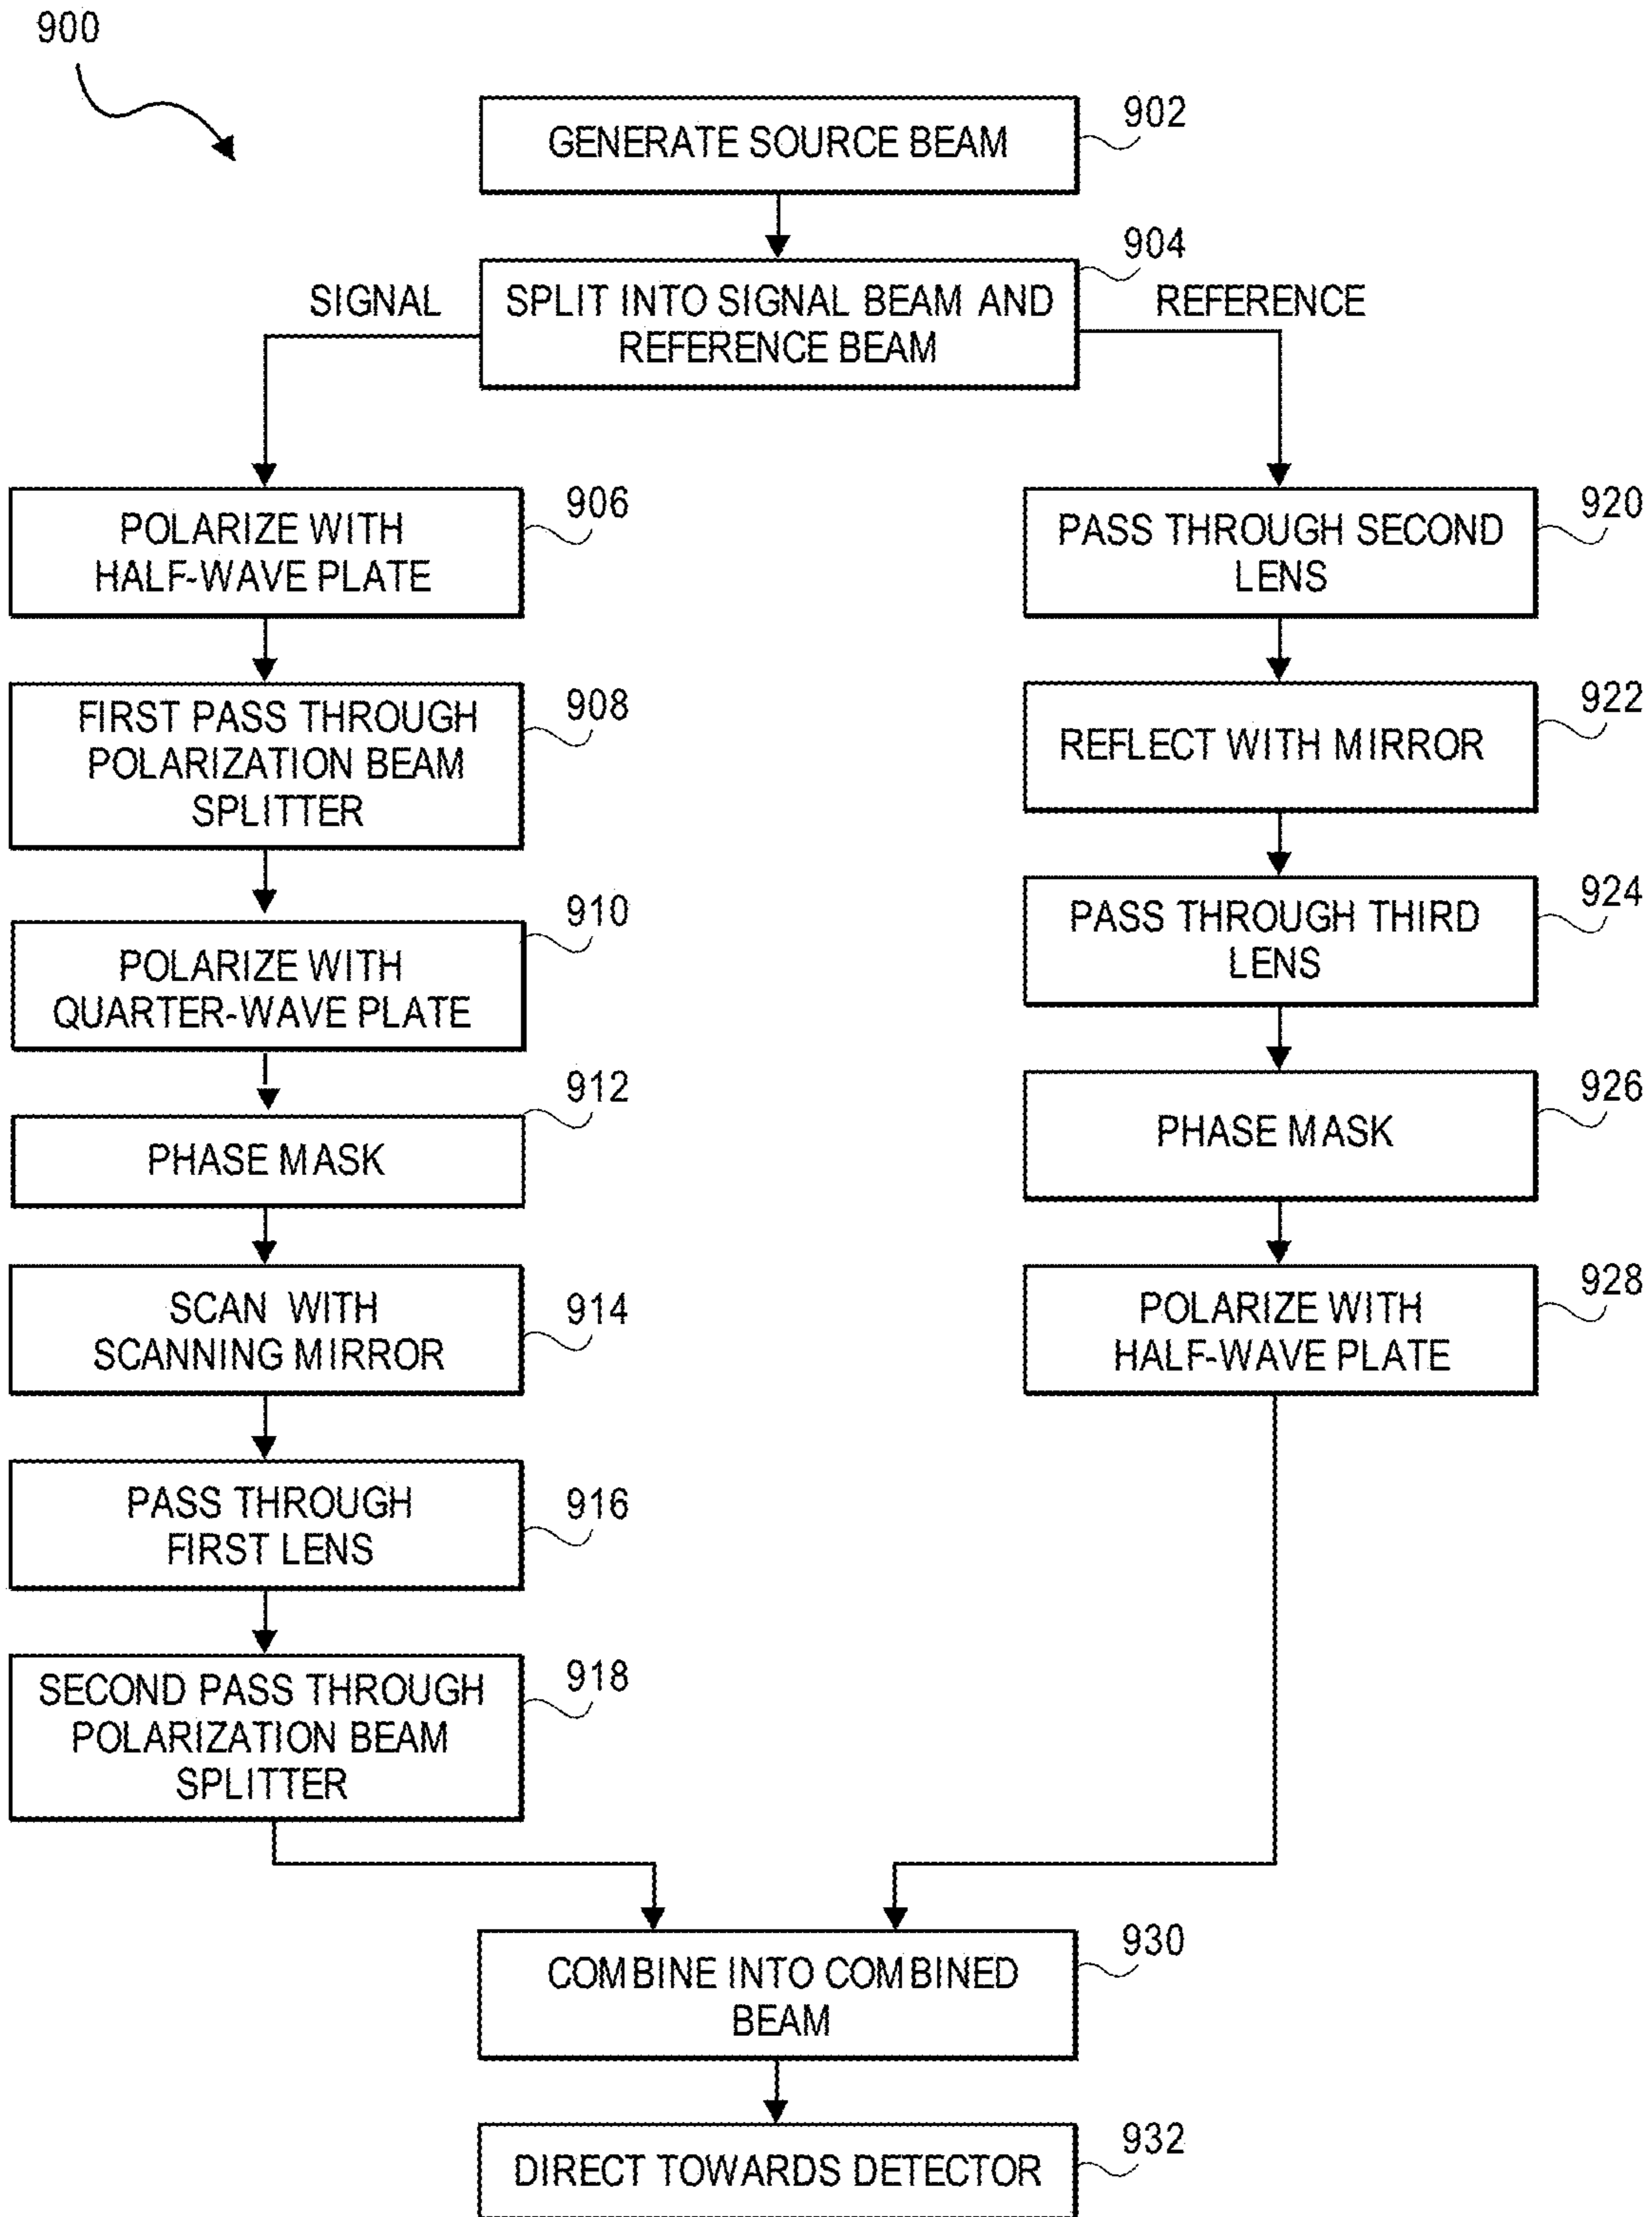 900
GENERATE SOURCE BEAM
902
904
SIGNAL
SPLIT INTO SIGNAL BEAM AND
REFERENCE BEAM
REFERENCE
POLARIZE WITH
HALF-WAVE PLATE
906
FIRST PASS THROUGH
POLARIZATION BEAM
SPLITTER
908
POLARIZE WITH
QUARTER-WAVE PLATE
910
PHASE MASK
912
SCAN WITH
SCANNING MIRROR
914
PASS THROUGH
FIRST LENS
916
SECOND PASS THROUGH
POLARIZATION BEAM
SPLITTER
918
PASS THROUGH SECOND
LENS
920
REFLECT WITH MIRROR
922
PASS THROUGH THIRD
LENS
924
PHASE MASK
926
POLARIZE WITH
HALF-WAVE PLATE
928
COMBINE INTO COMBINED
BEAM
930
DIRECT TOWARDS DETECTOR
932